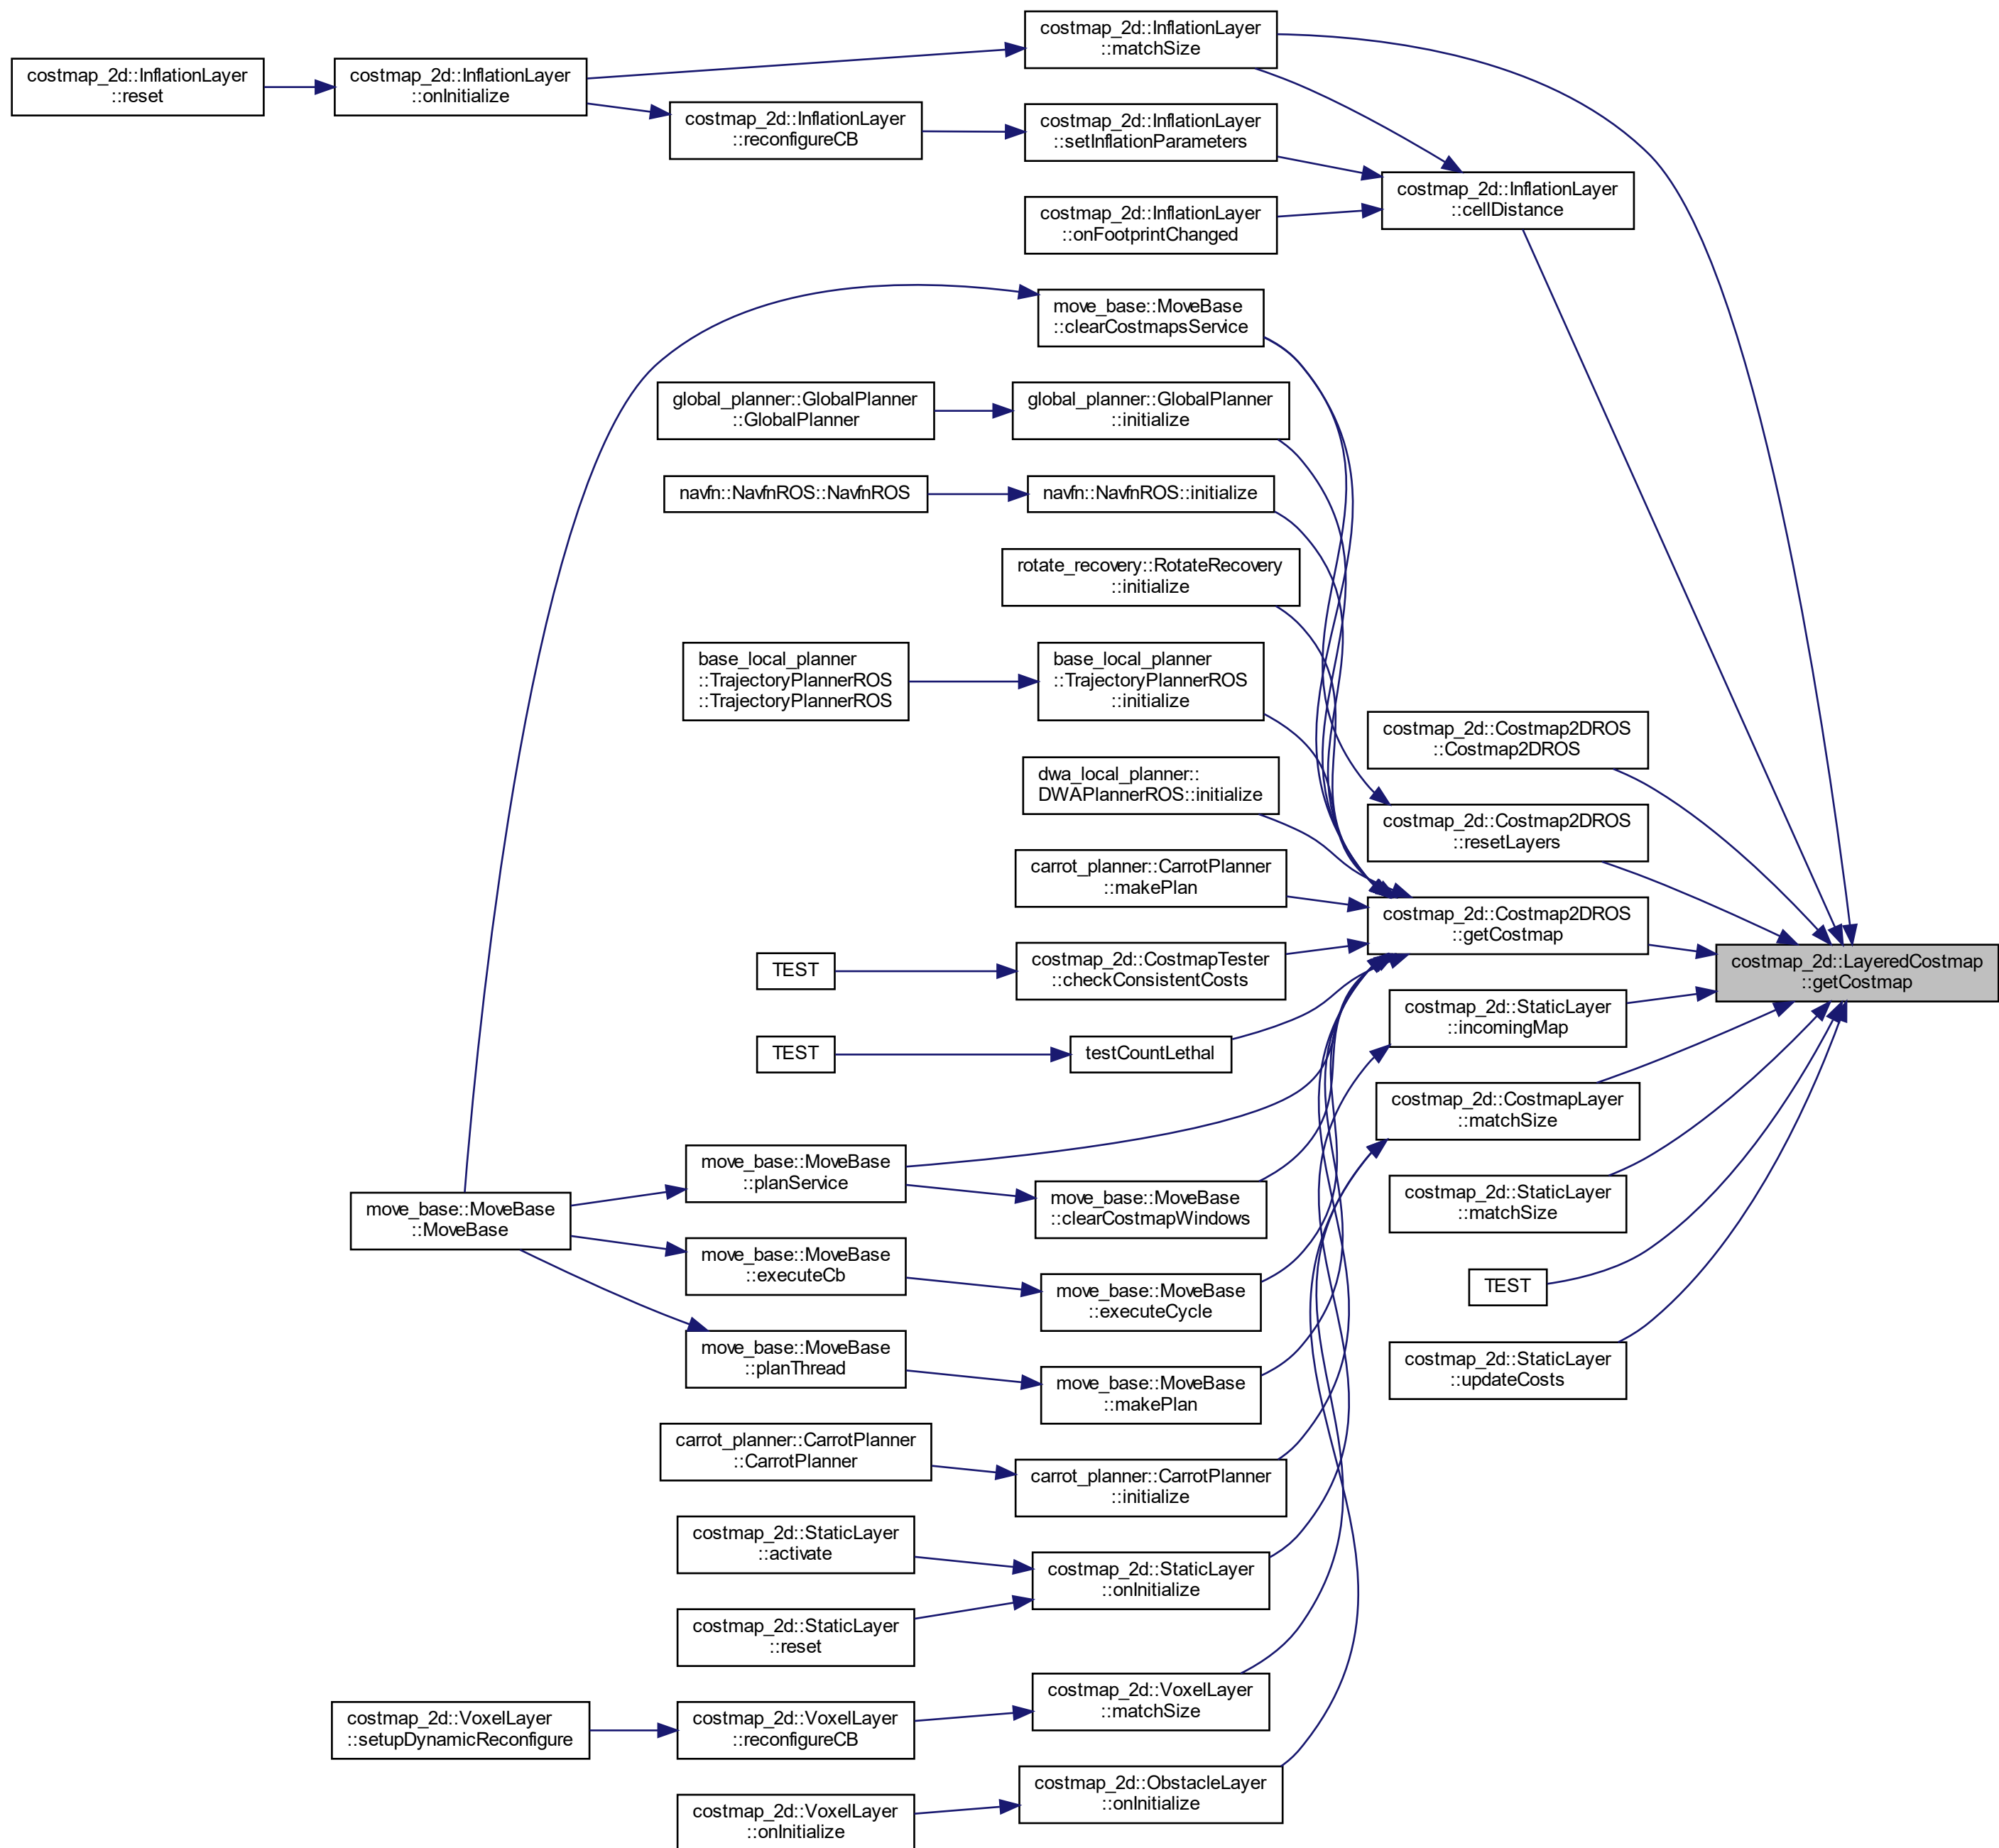 costmap_2d::InflationLayer
::matchSize
costmap_2d::InflationLayer
::reset
costmap_2d::InflationLayer
::onInitialize
costmap_2d::InflationLayer
::reconfigureCB
costmap_2d::InflationLayer
::setInflationParameters
costmap_2d::InflationLayer
::cellDistance
costmap_2d::InflationLayer
::onFootprintChanged
move_base::MoveBase
::clearCostmapsService
global_planner::GlobalPlanner
::GlobalPlanner
global_planner::GlobalPlanner
::initialize
navfn::NavfnROS::NavfnROS
navfn::NavfnROS::initialize
rotate_recovery::RotateRecovery
::initialize
base_local_planner
::TrajectoryPlannerROS
::TrajectoryPlannerROS
base_local_planner
::TrajectoryPlannerROS
::initialize
costmap_2d::Costmap2DROS
::Costmap2DROS
dwa_local_planner::
DWAPlannerROS::initialize
costmap_2d::Costmap2DROS
::resetLayers
carrot_planner::CarrotPlanner
::makePlan
costmap_2d::Costmap2DROS
::getCostmap
costmap_2d::LayeredCostmap
::getCostmap
TEST
costmap_2d::CostmapTester
::checkConsistentCosts
costmap_2d::StaticLayer
::incomingMap
TEST
testCountLethal
costmap_2d::CostmapLayer
::matchSize
move_base::MoveBase
::planService
costmap_2d::StaticLayer
::matchSize
move_base::MoveBase
::MoveBase
move_base::MoveBase
::clearCostmapWindows
move_base::MoveBase
::executeCb
TEST
move_base::MoveBase
::executeCycle
move_base::MoveBase
::planThread
costmap_2d::StaticLayer
::updateCosts
move_base::MoveBase
::makePlan
carrot_planner::CarrotPlanner
::CarrotPlanner
carrot_planner::CarrotPlanner
::initialize
costmap_2d::StaticLayer
::activate
costmap_2d::StaticLayer
::onInitialize
costmap_2d::StaticLayer
::reset
costmap_2d::VoxelLayer
::matchSize
costmap_2d::VoxelLayer
::setupDynamicReconfigure
costmap_2d::VoxelLayer
::reconfigureCB
costmap_2d::ObstacleLayer
::onInitialize
costmap_2d::VoxelLayer
::onInitialize